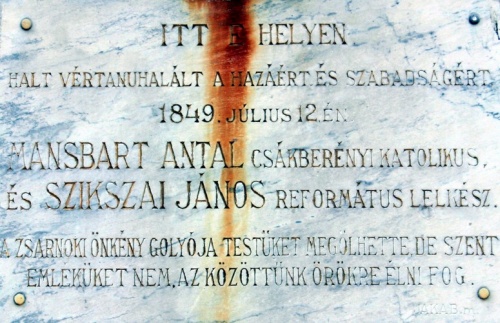 ITT E HELYEN
HALT VÉRTANUHALÁLT A HAZÁÉRT ÉS SZABADSÁGÉRT
1849. JÚLIUS 12.ÉN
MANSBART ANTAL CSÁKBERÉNYI KATOLIKUS,
ÉS SZIKSZAI JÁNOS REFORMÁTUS LELKÉSZ.
A ZSARNOKI ÖNKÉNY GOLYÓJA TESTÜKET MEGÖLHETTE, DE SZENT
EMLÉKÜKET NEM, AZ KÖZÖTTÜNK ÖRÖKRE ÉLNI FOG.